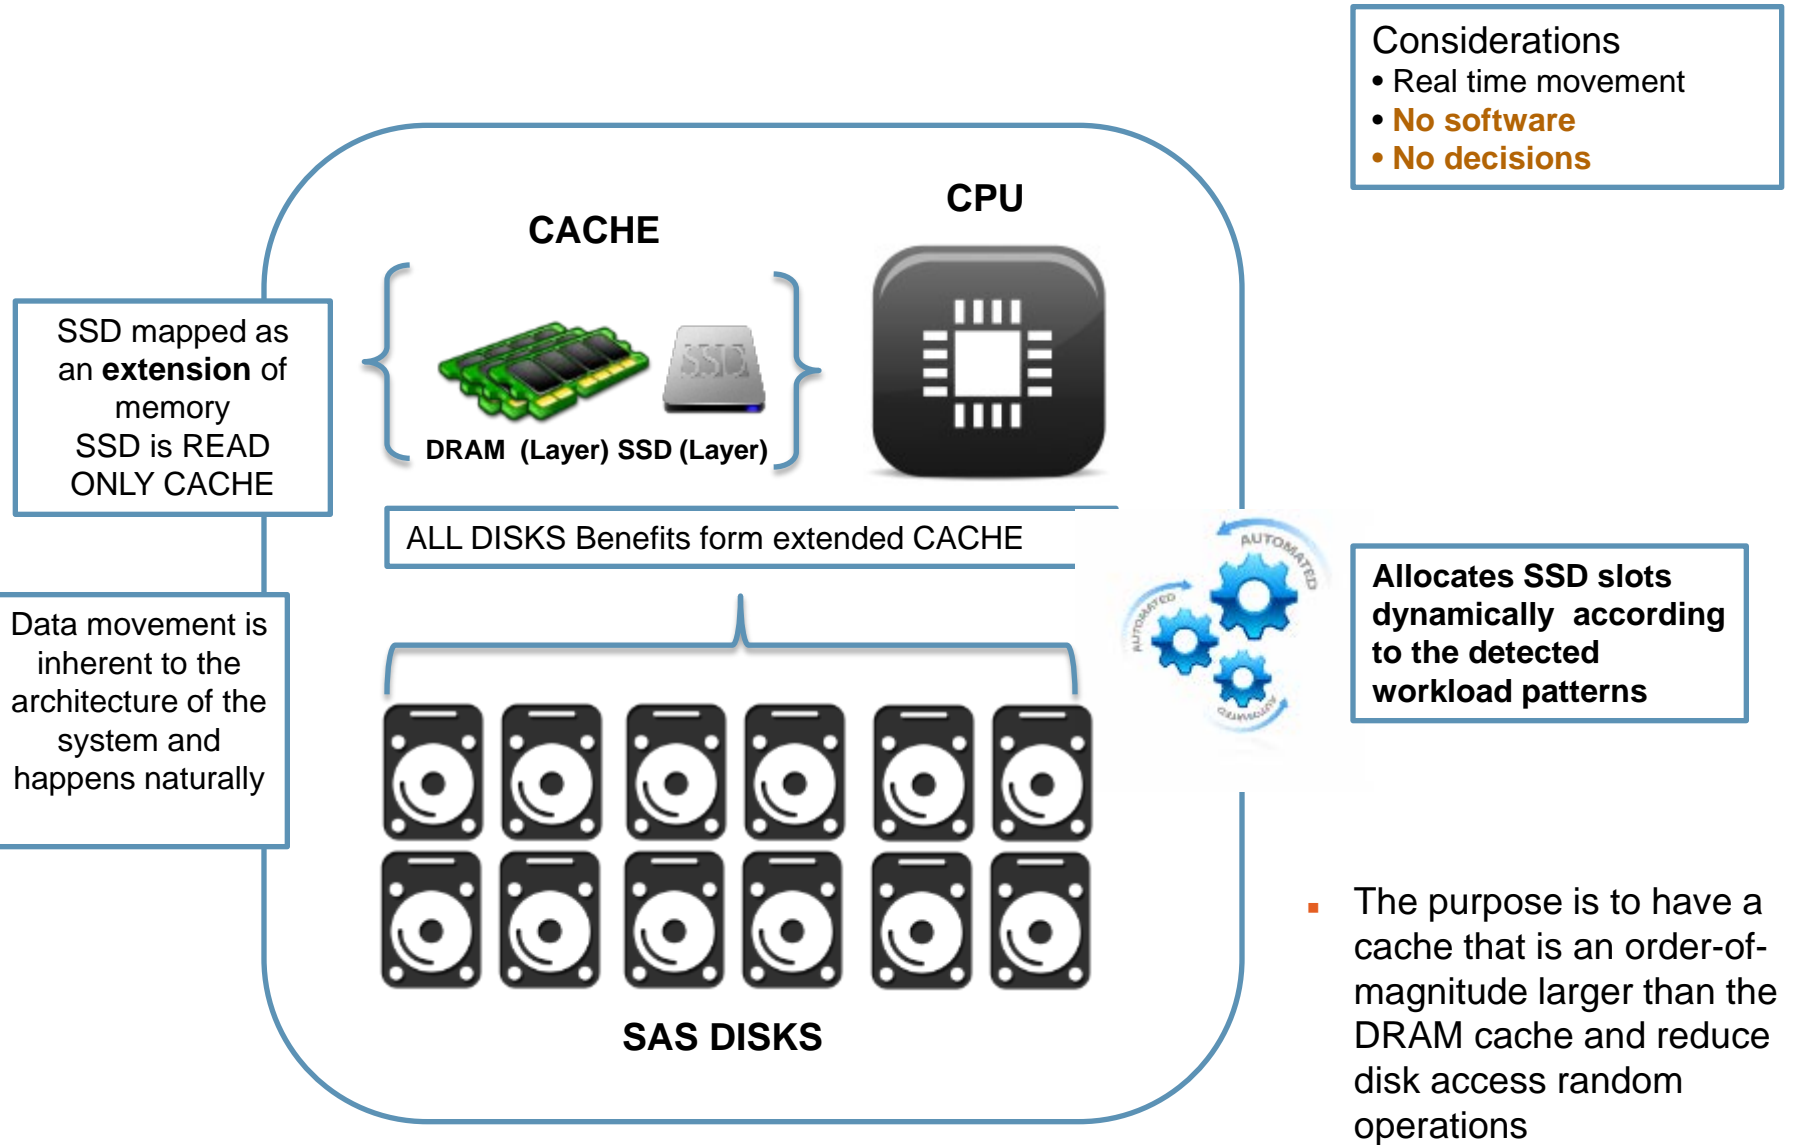 Considerations
• Real time movement
• No software
• No decisions
CPU
CACHE
SSD mapped as
an extension of
memory
SSD is READ
ONLY CACHE
SSD
DRAM (Layer) SSD (Layer)
ALL DISKS Benefits form extended CACHE
AUTOMATED
AUTOMATED
AUTOMATED
Allocates SSD slots
dynamically according
to the detected
workload patterns
Data movement is
inherent to the
architecture of the
system and
happens naturally
SAS DISKS
▪ The purpose is to have a
cache that is an order-of-
magnitude larger than the
DRAM cache and reduce
disk access random
operations